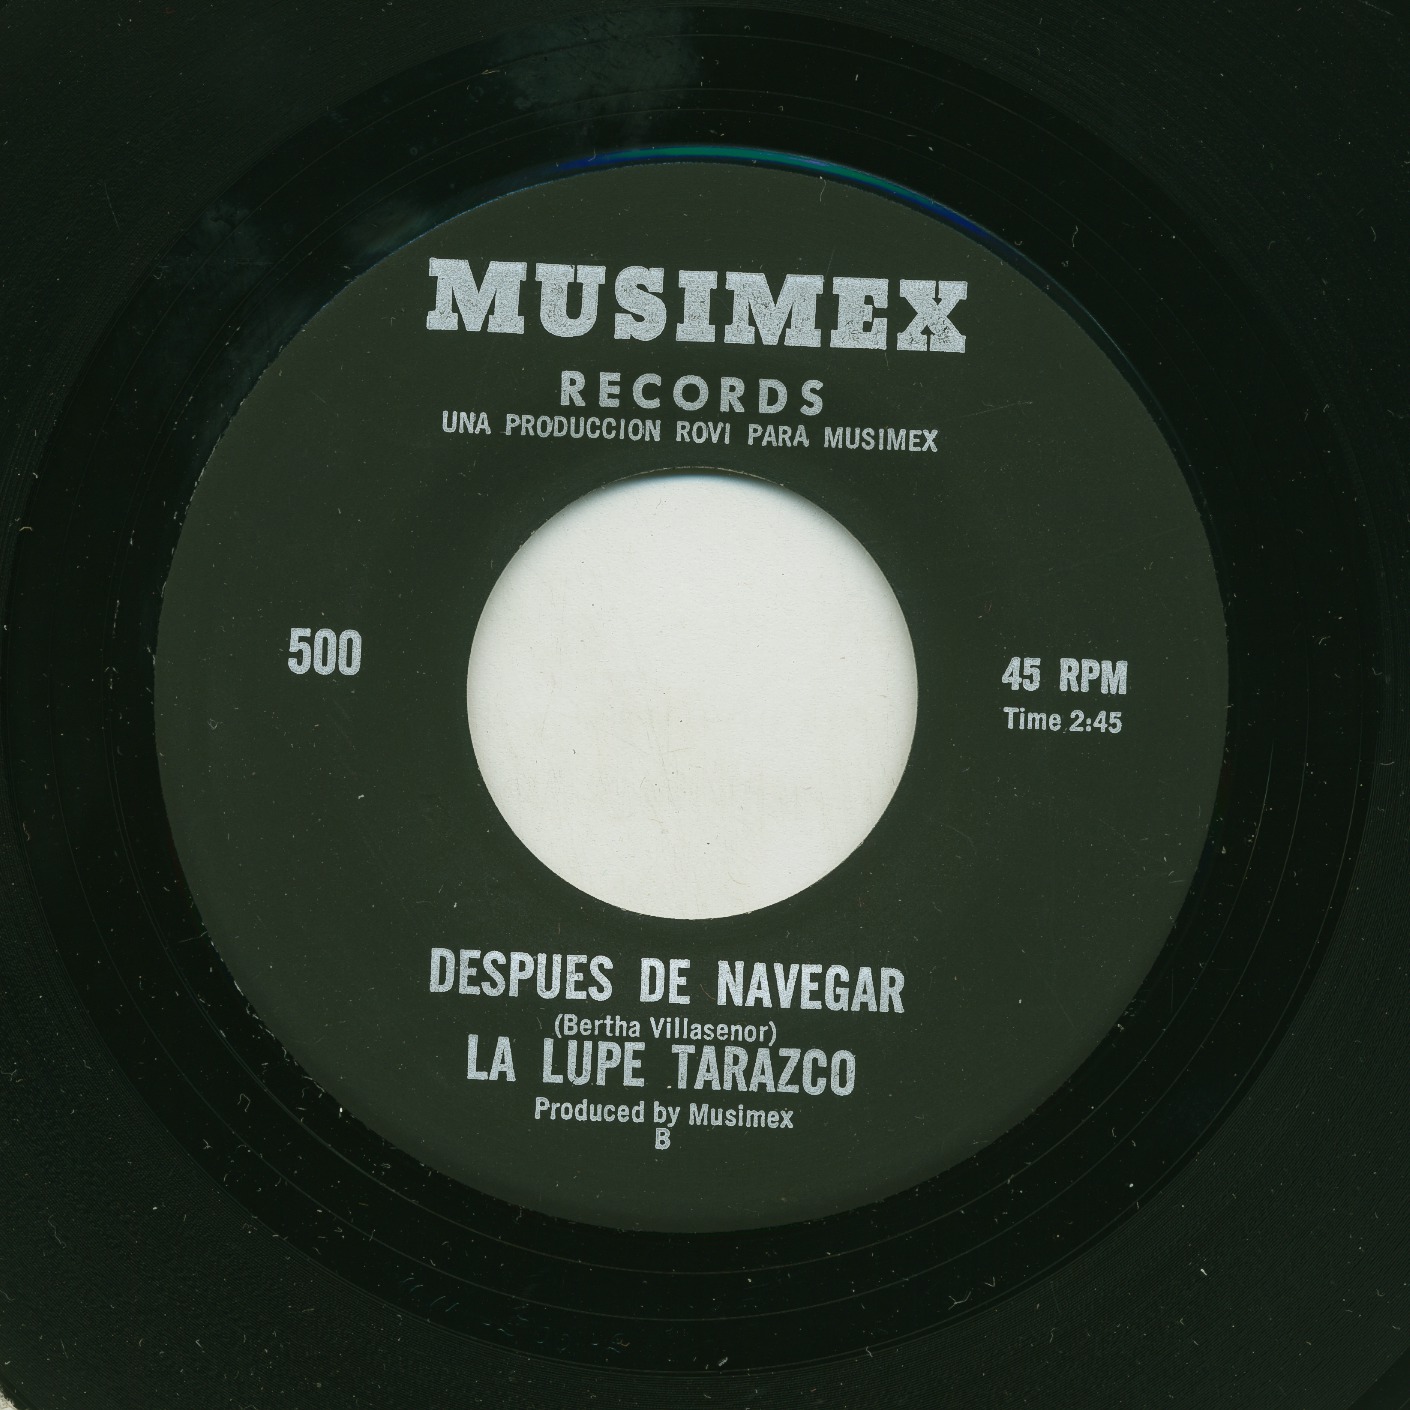 MUSIMEX
RECORDS
UNA PRODUCCION ROVI PARA MUSIMEX
500
45 RPM
Time 2:45
DESPUES DE NAVEGAR
(Bertha Villasenor)
LA LUPE TARAZCO
Produced by Musimex
B